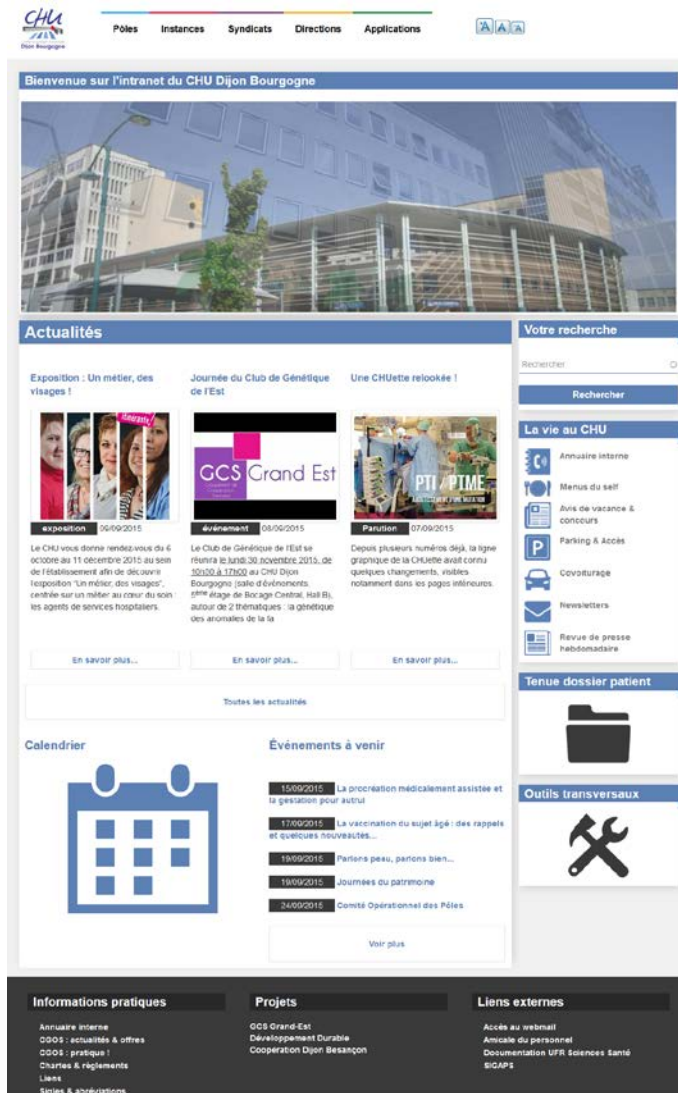 CHU
Dijon Bourgogne
Pôles Instances Syndicats Directions Applications
A A A
Bienvenue sur l'intranet du CHU Dijon Bourgogne
Actualités
Exposition : Un métier, des
visages !
itinérante !
exposition 09/09/2015
Le CHU vous donne rendez-vous du 6
octobre au 11 décembre 2015 au sein
de l'établissement afin de découvrir
l'exposition "Un métier, des visages",
centrée sur un métier au cœur du soin :
les agents de services hospitaliers.
En savoir plus...
Journée du Club de Génétique
de l'Est
GCS Grand Est
événement 08/09/2015
Le Club de Génétique de l'Est se
réunira le lundi 30 novembre 2015, de
10h00 à 17h00 au CHU Dijon
Bourgogne (salle d'évènements,
5ème étage de Bocage Central, Hall B),
autour de 2 thématiques : la génétique
des anomalies de la fa
En savoir plus...
Une CHUette relookée !
PTI / PTME
Parution 07/09/2015
Depuis plusieurs numéros déjà, la ligne
graphique de la CHUette avait connu
quelques changements, visibles
notamment dans les pages intérieures.
En savoir plus...
Toutes les actualités
Calendrier
Événements à venir
15/09/2015 La procréation médicalement assistée et
la gestation pour autrui
17/09/2015 La vaccination du sujet âgé : des rappels
et quelques nouveautés...
19/09/2015 Parlons peau, parlons bien...
19/09/2015 Journées du patrimoine
24/09/2015 Comité Opérationnel des Pôles
Voir plus
Votre recherche
Rechercher
Rechercher
La vie au CHU
Annuaire interne
Menus du self
Avis de vacance &
concours
P
Parking & Accès
Covoiturage
Newsletters
Revue de presse
hebdomadaire
Tenue dossier patient
Outils transversaux
Informations pratiques
Annuaire interne
CGOS : actualités & offres
CGOS : pratique !
Chartes & règlements
Liens
Sigles & abréviations
Projets
GCS Grand-Est
Développement Durable
Coopération Dijon Besançon
Liens externes
Accès au webmail
Amicale du personnel
Documentation UFR Sciences Santé
SIGAPS